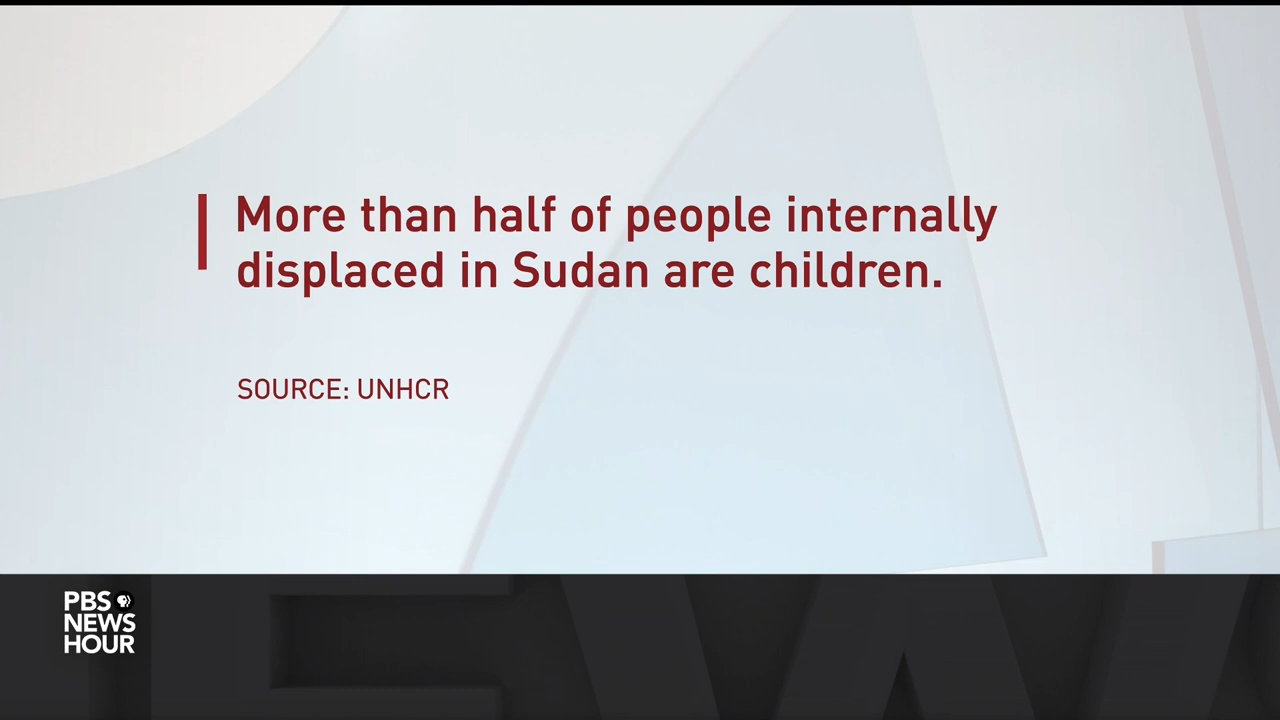 More than half of people internally
displaced in Sudan are children.
SOURCE: UNHCR
PBS
NEWS
HOUR